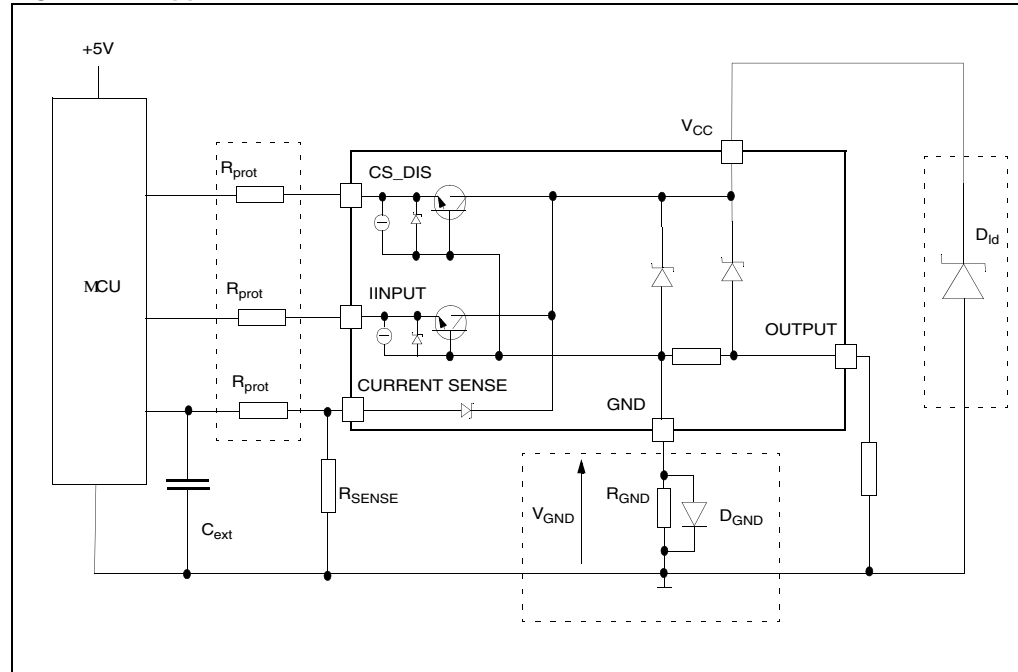 +5V
VCC
Rprot
CS_DIS
Dld
MCU
Rprot
IINPUT
OUTPUT
Rprot
CURRENT SENSE
GND
RSENSE
VGND
RGND
DGND
Cext